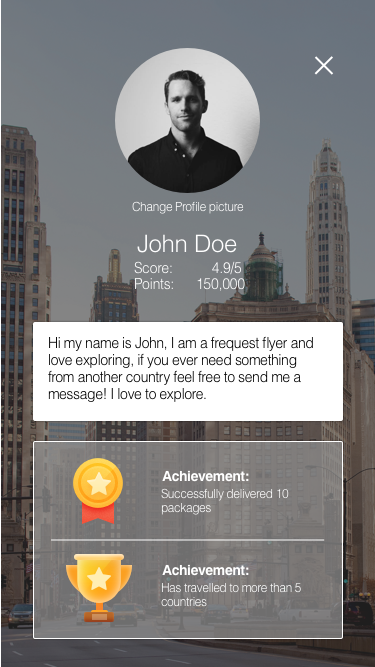 Change Profile picture
John Doe
Score: 4.9/5
Points: 150,000
Hi my name is John, I am a frequest flyer and
love exploring, if you ever need something
from another country feel free to send me a
message! I love to explore.
Achievement:
Successfully delivered 10
packages
Achievement:
Has travelled to more than 5
countries